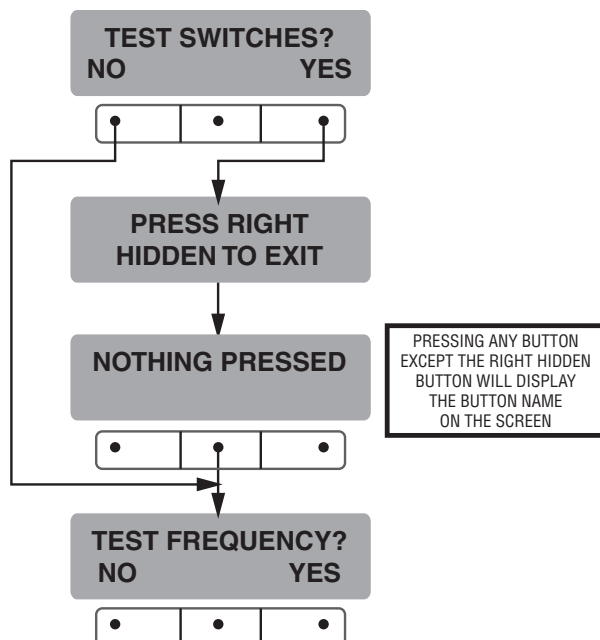 TEST SWITCHES?
NO YES
PRESS RIGHT
HIDDEN TO EXIT
NOTHING PRESSED
PRESSING ANY BUTTON
EXCEPT THE RIGHT HIDDEN
BUTTON WILL DISPLAY
THE BUTTON NAME
ON THE SCREEN
TEST FREQUENCY?
NO YES